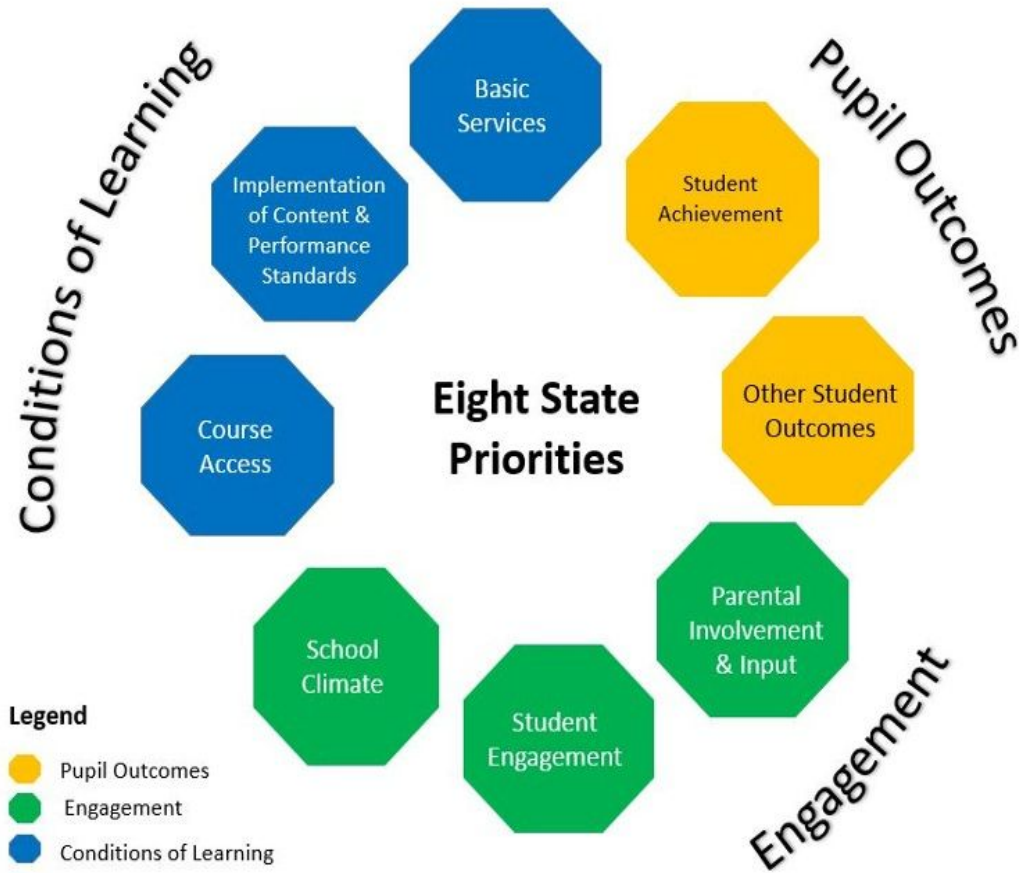 Conditions of Learning
Pupil Outcomes
Basic
Services
Implementation
of Content &
Performance
Standards
Student
Achievement
Course
Access
Eight State
Priorities
Other Student
Outcomes
School
Climate
Student
Engagement
Parental
Involvement
& Input
Engagement
Legend
Pupil Outcomes
Engagement
Conditions of Learning